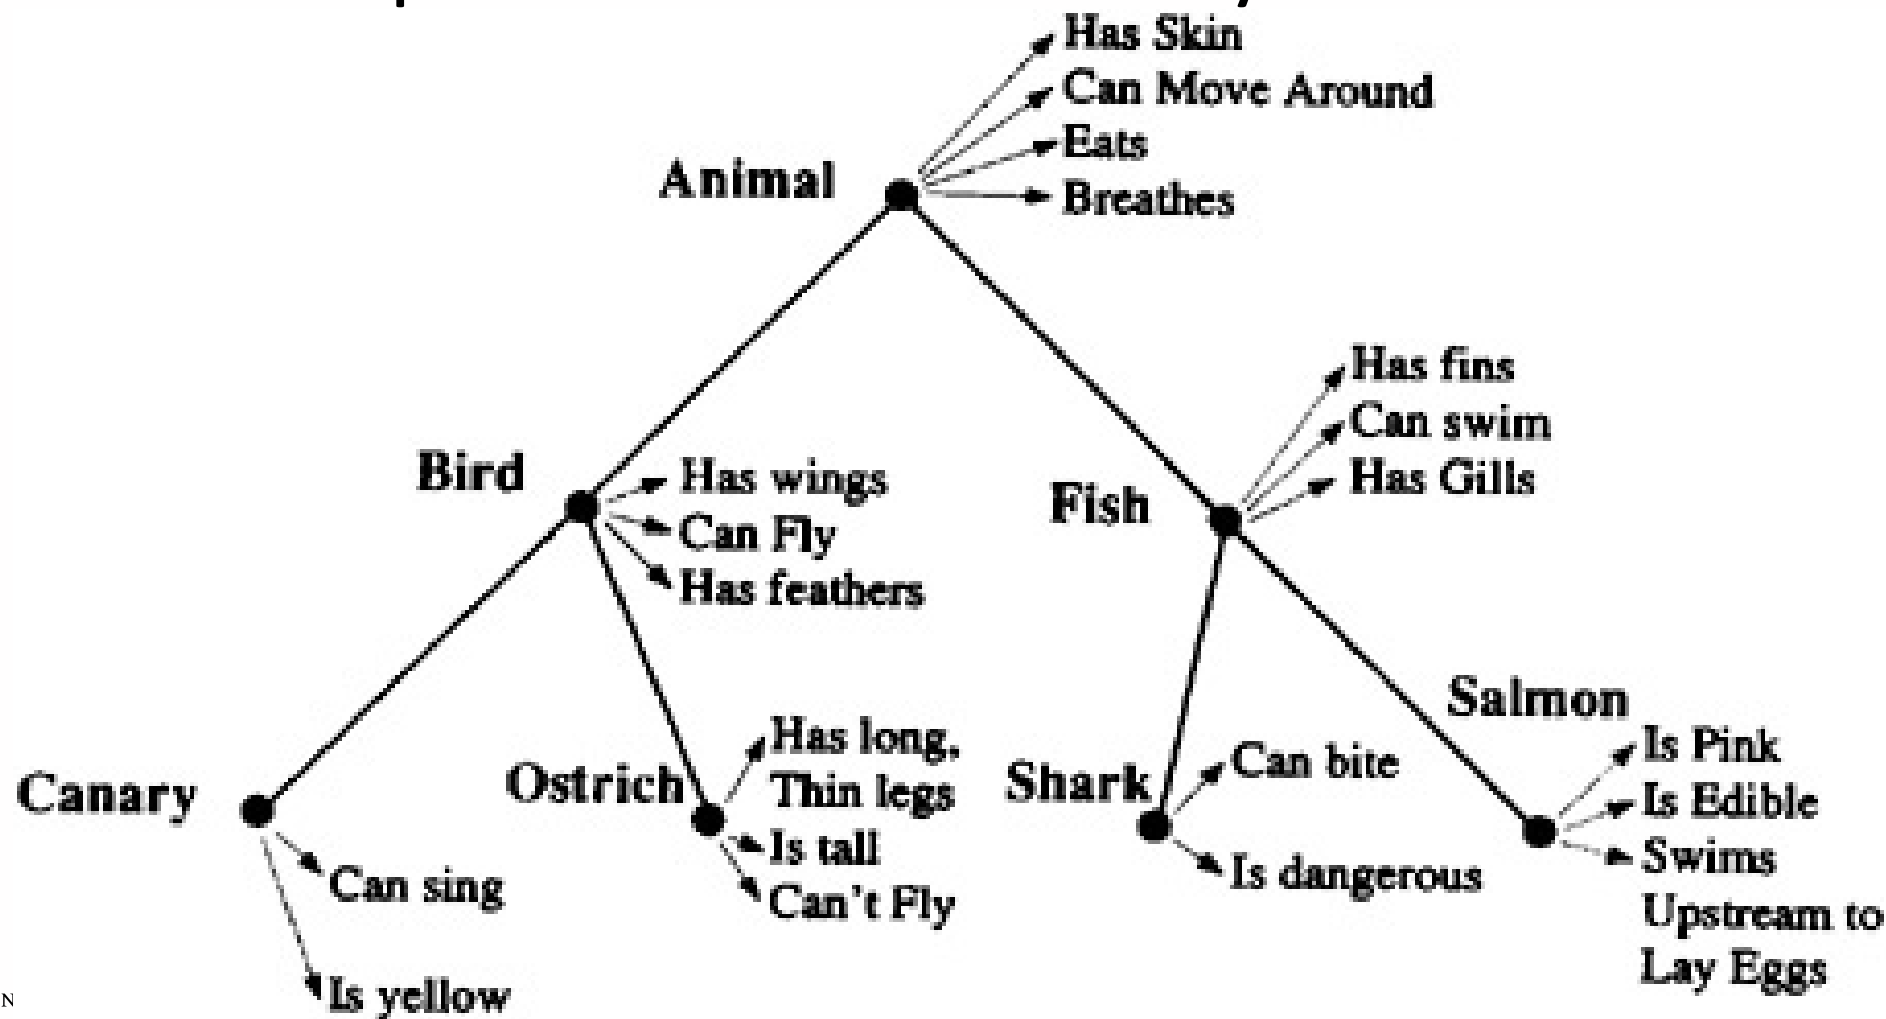 Has Skin
Can Move Around
Eats
Breathes
Animal
Has fins
Can swim
Has Gills
Fish
Bird
Has wings
Can Fly
Has feathers
Salmon
Is Pink
Is Edible
Swims
Upstream to
Lay Eggs
Shark
Can bite
Is dangerous
Ostrich
Has long,
Thin legs
Is tall
Can't Fly
Canary
Can sing
Is yellow
N